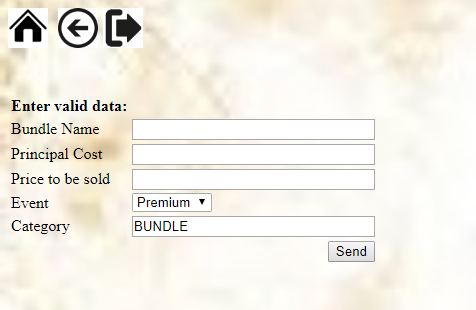 Enter valid data:
Bundle Name
Principal Cost
Price to be sold
Event Premium
Category BUNDLE
Send